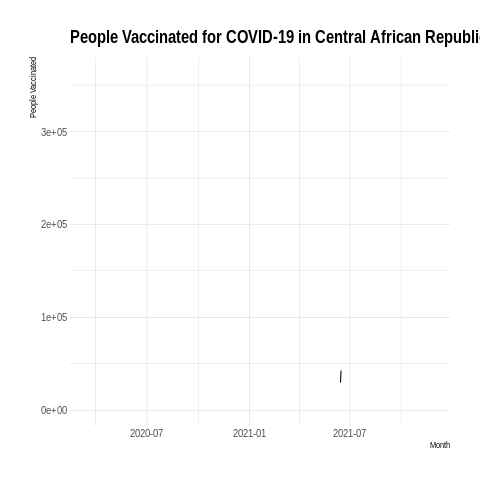 People Vaccinated for COVID-19 in Central African Republi
People Vaccinated
3e+05
2e+05
1e+05
0e+00
2020-07 2021-01 2021-07
Month